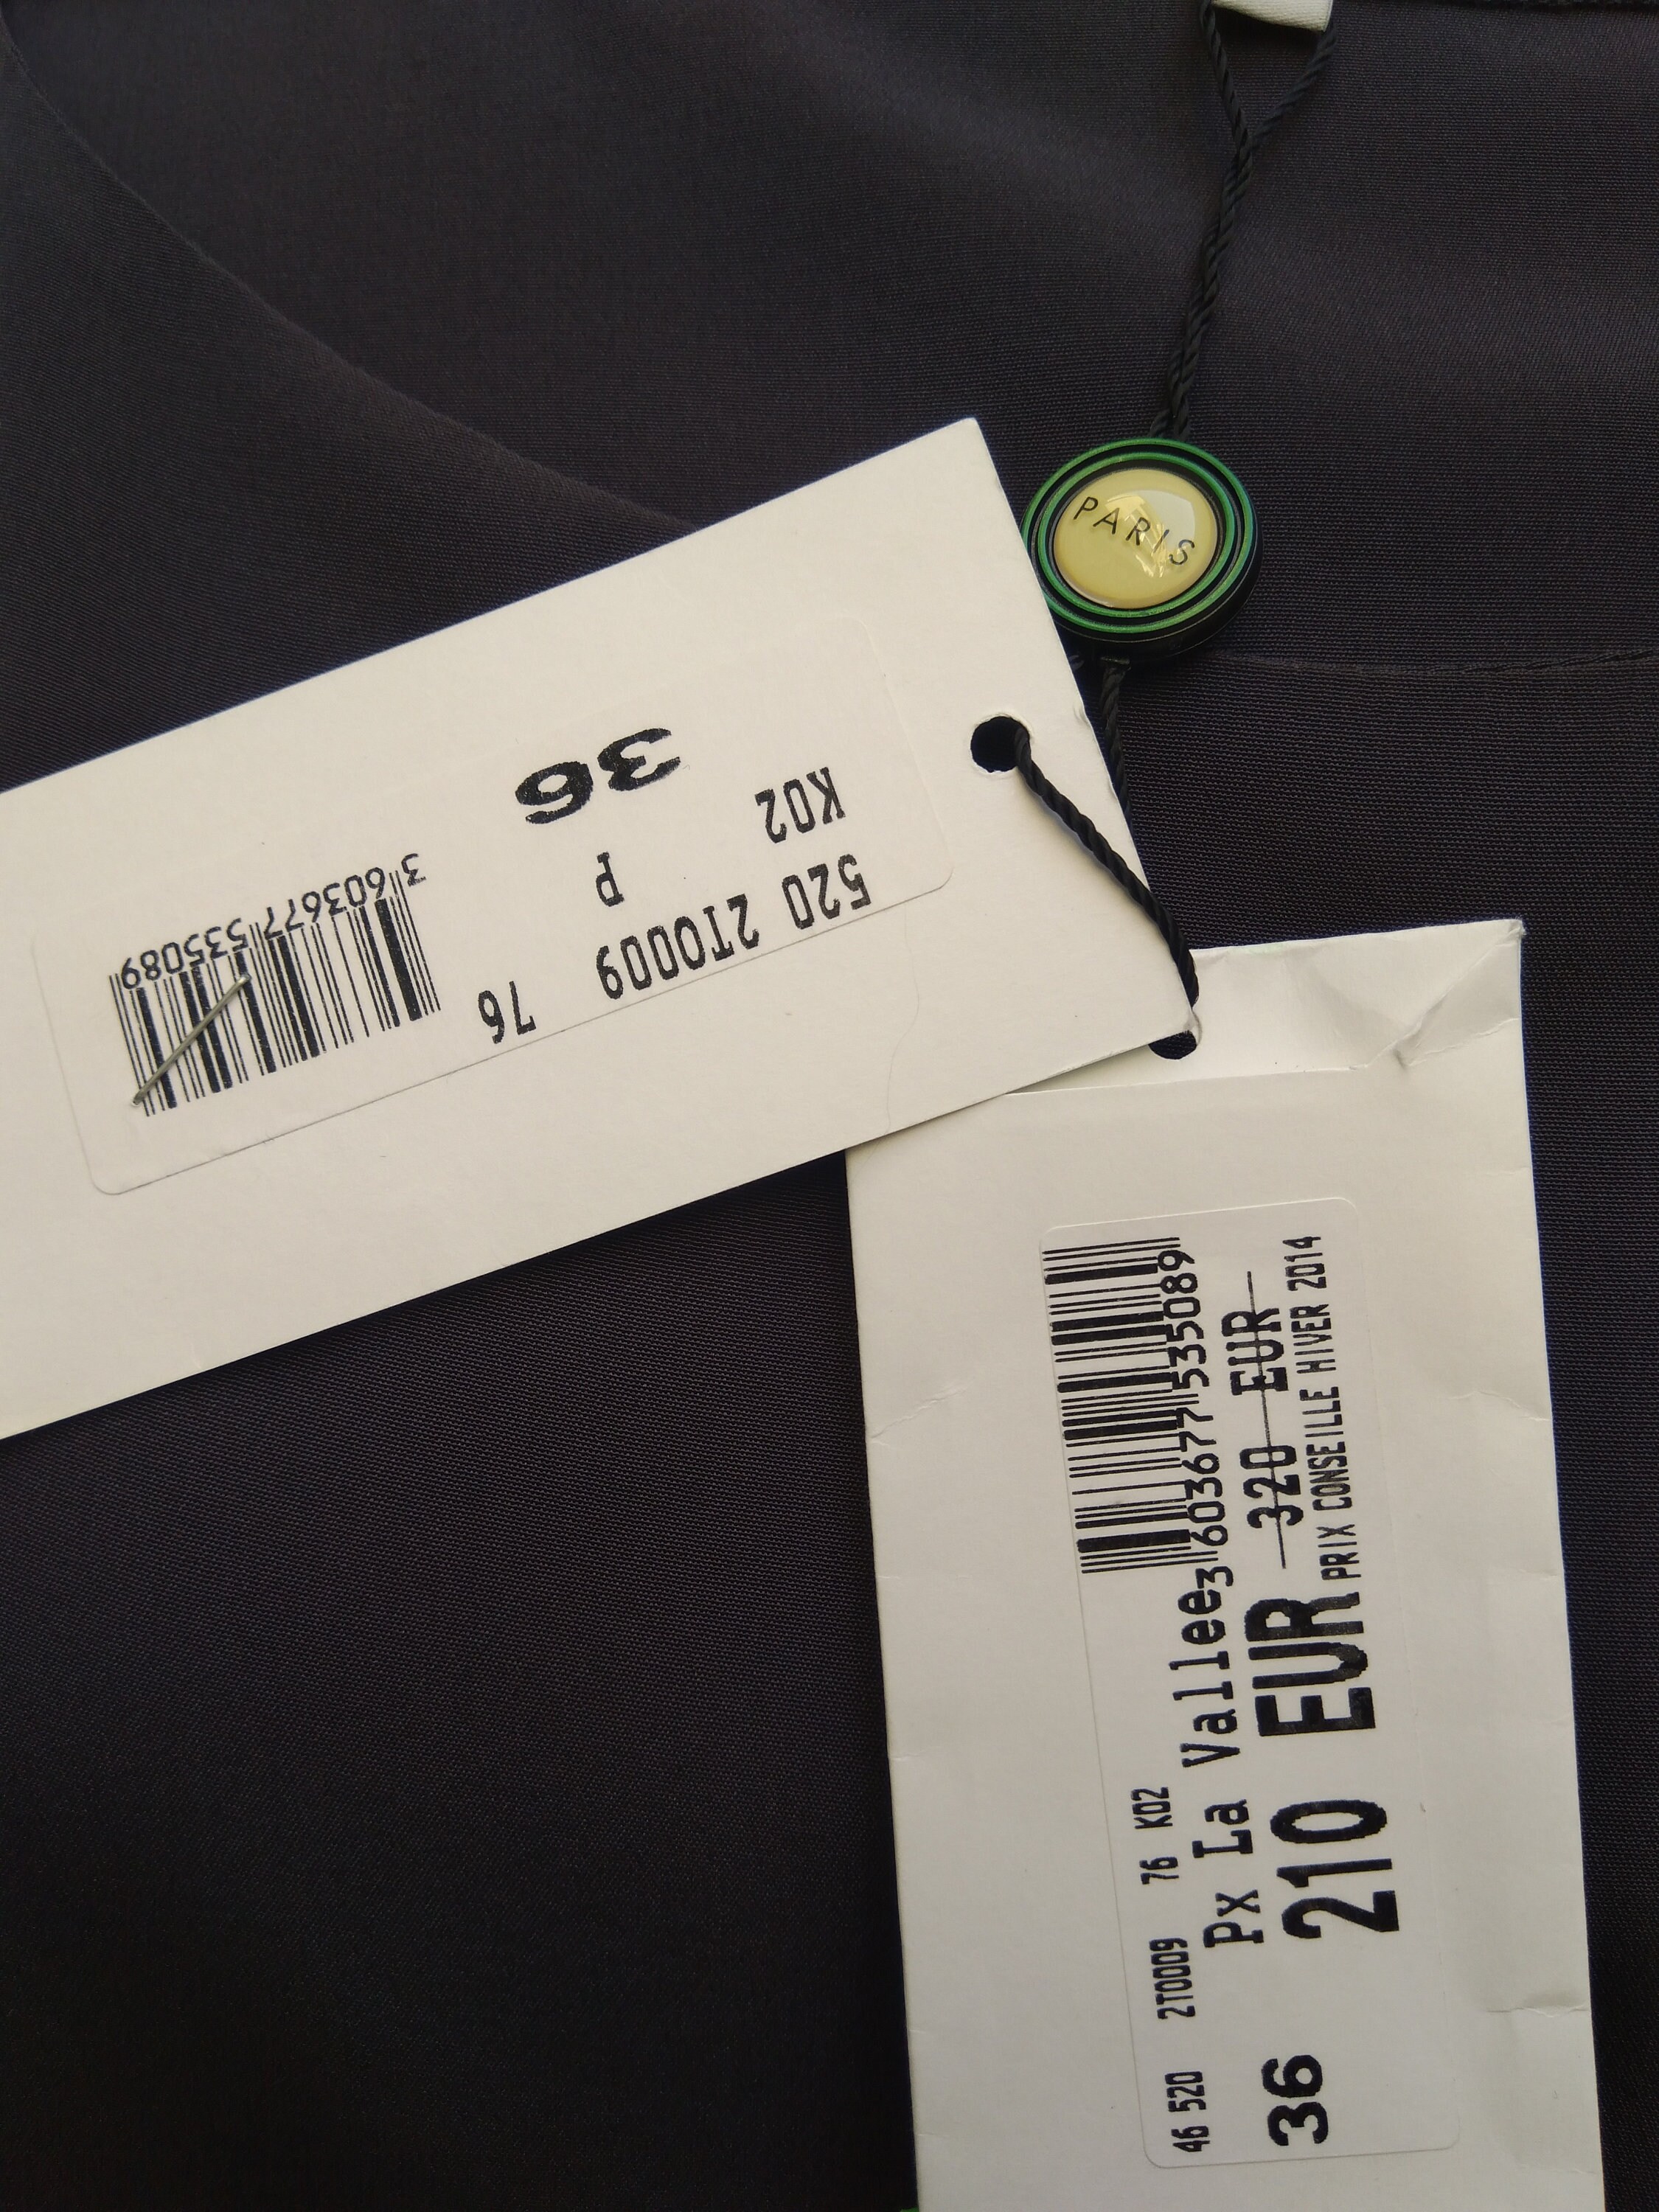 PARIS
520 2T0009 76
K02 P
36
3 603677 535089
46 520 2T0009 76 K02
Px La Vallee
3 603677 535089
36 210 EUR 320 EUR
PRIX CONSEILLE HIVER 2014